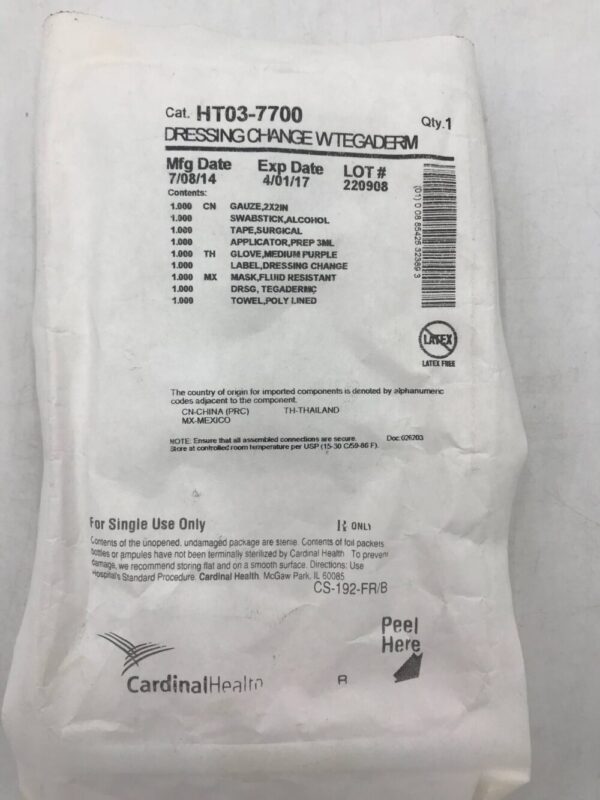 Cat. HT03-7700 Qty.1
DRESSING CHANGE W/TEGADERM
Mfg Date Exp Date LOT #
7/08/14 4/01/17 220908
Contents:
1.000 CN GAUZE,2X2IN
1.000 SWABSTICK,ALCOHOL
1.000 TAPE,SURGICAL
1.000 APPLICATOR,PREP 3ML
1.000 TH GLOVE,MEDIUM PURPLE
1.000 LABEL,DRESSING CHANGE
1.000 MX MASK,FLUID RESISTANT
1.000 DRSG, TEGADERMC
1.000 TOWEL,POLY LINED
LATEX
LATEX FREE
The country of origin for imported components is denoted by alphanumeric
codes adjacent to the component.
CN-CHINA (PRC) TH-THAILAND
MX-MEXICO
NOTE: Ensure that all assembled connections are secure. Doc 026203
Store at controlled room temperature per USP (15-30 C/59-86 F).
For Single Use Only ℞ ONLY
Contents of the unopened, undamaged package are sterile. Contents of foil packets
bottles or ampules have not been terminally sterilized by Cardinal Health To prevent
damage, we recommend storing flat and on a smooth surface. Directions: Use
Hospital's Standard Procedure. Cardinal Health, McGaw Park, IL 60085
CS-192-FR/B
Peel
Here
CardinalHealth
R